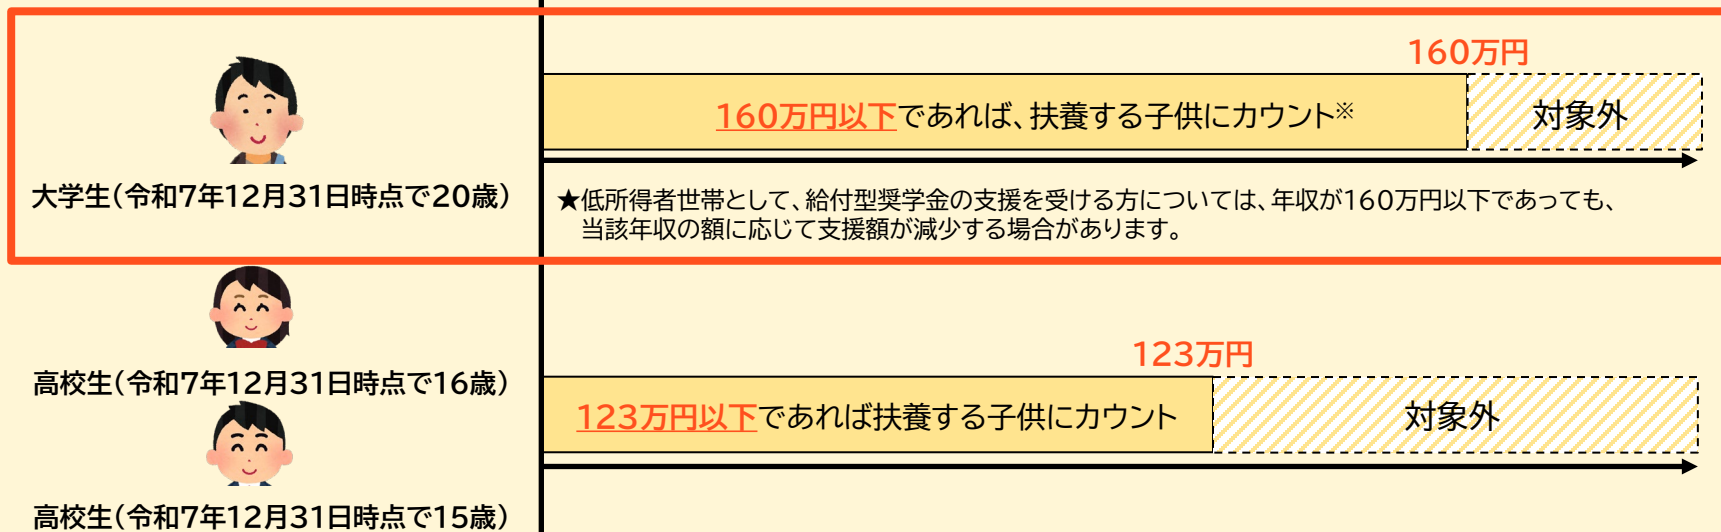 160万円
160万円以下であれば、扶養する子供にカウント※
対象外
大学生(令和7年12月31日時点で20歳)
★低所得者世帯として、給付型奨学金の支援を受ける方については、年収が160万円以下であっても、
当該年収の額に応じて支援額が減少する場合があります。
高校生(令和7年12月31日時点で16歳)
123万円
123万円以下であれば扶養する子供にカウント
対象外
高校生(令和7年12月31日時点で15歳)